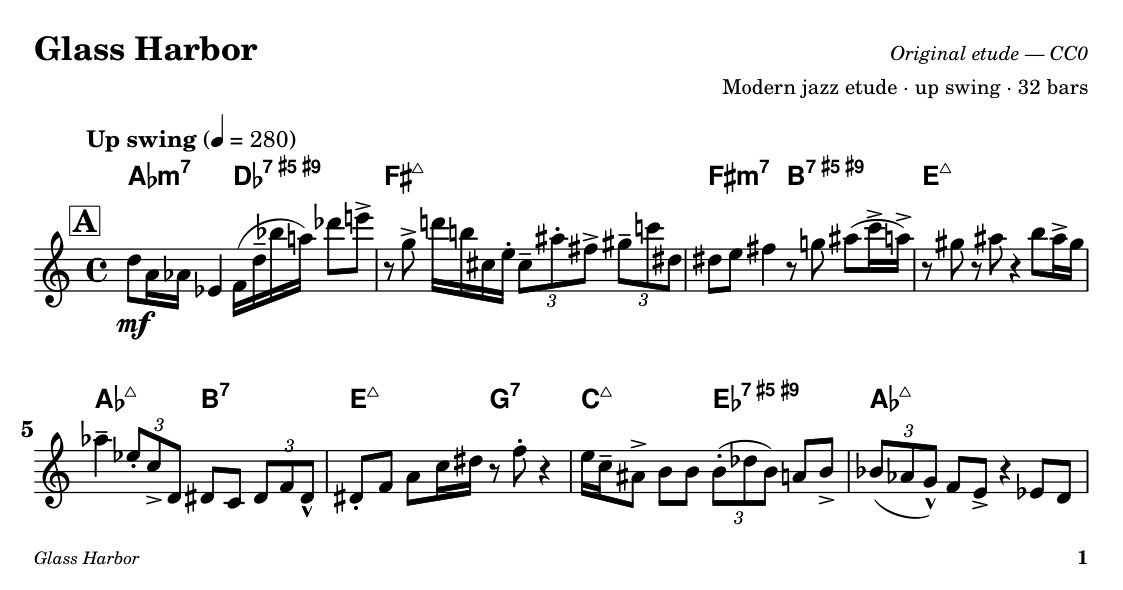 Glass Harbor
Original etude — CC0
Modern jazz etude · up swing · 32 bars
Up swing (♩ = 280)
A♭m7 D♭7 ♯5 ♯9 F♯△ F♯m7 B7 ♯5 ♯9 E△
A
3 3
mf
A♭△ B7 E△ G7 C△ E♭7 ♯5 ♯9 A♭△
5
3 3 3 3
Glass Harbor 1